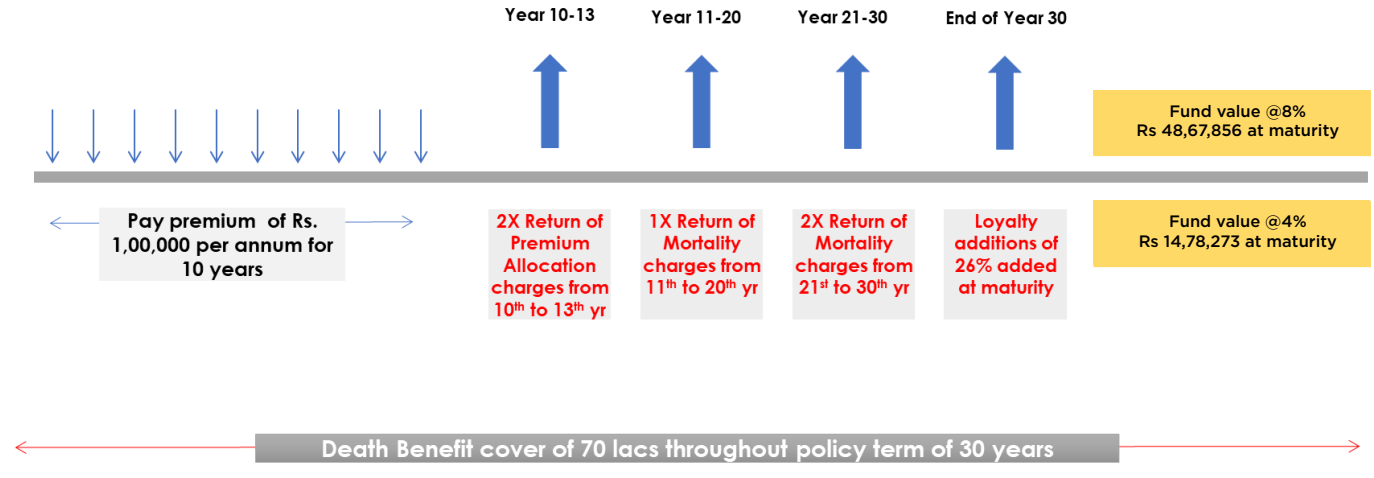 Year 10-13
Year 11-20
Year 21-30
End of Year 30
Fund value @8%
Rs 48,67,856 at maturity
Pay premium of Rs.
1,00,000 per annum for
10 years
2X Return of
Premium
Allocation
charges from
10th to 13th yr
1X Return of
Mortality
charges from
11th to 20th yr
2X Return of
Mortality
charges from
21st to 30th yr
Loyalty
additions of
26% added
at maturity
Fund value @4%
Rs 14,78,273 at maturity
Death Benefit cover of 70 lacs throughout policy term of 30 years